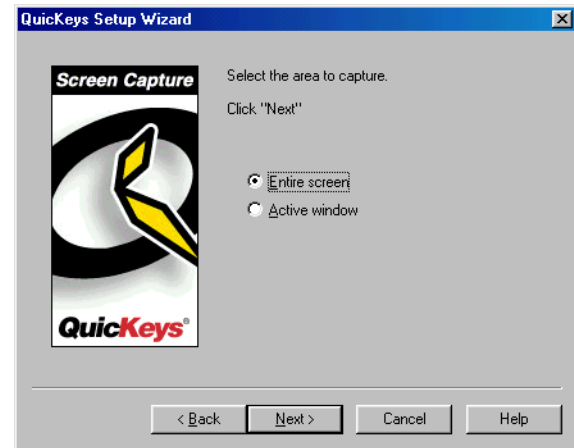 QuicKeys Setup Wizard
Screen Capture
Select the area to capture.
Click "Next"
Entire screen
Active window
QuicKeys®
< Back
Next >
Cancel
Help